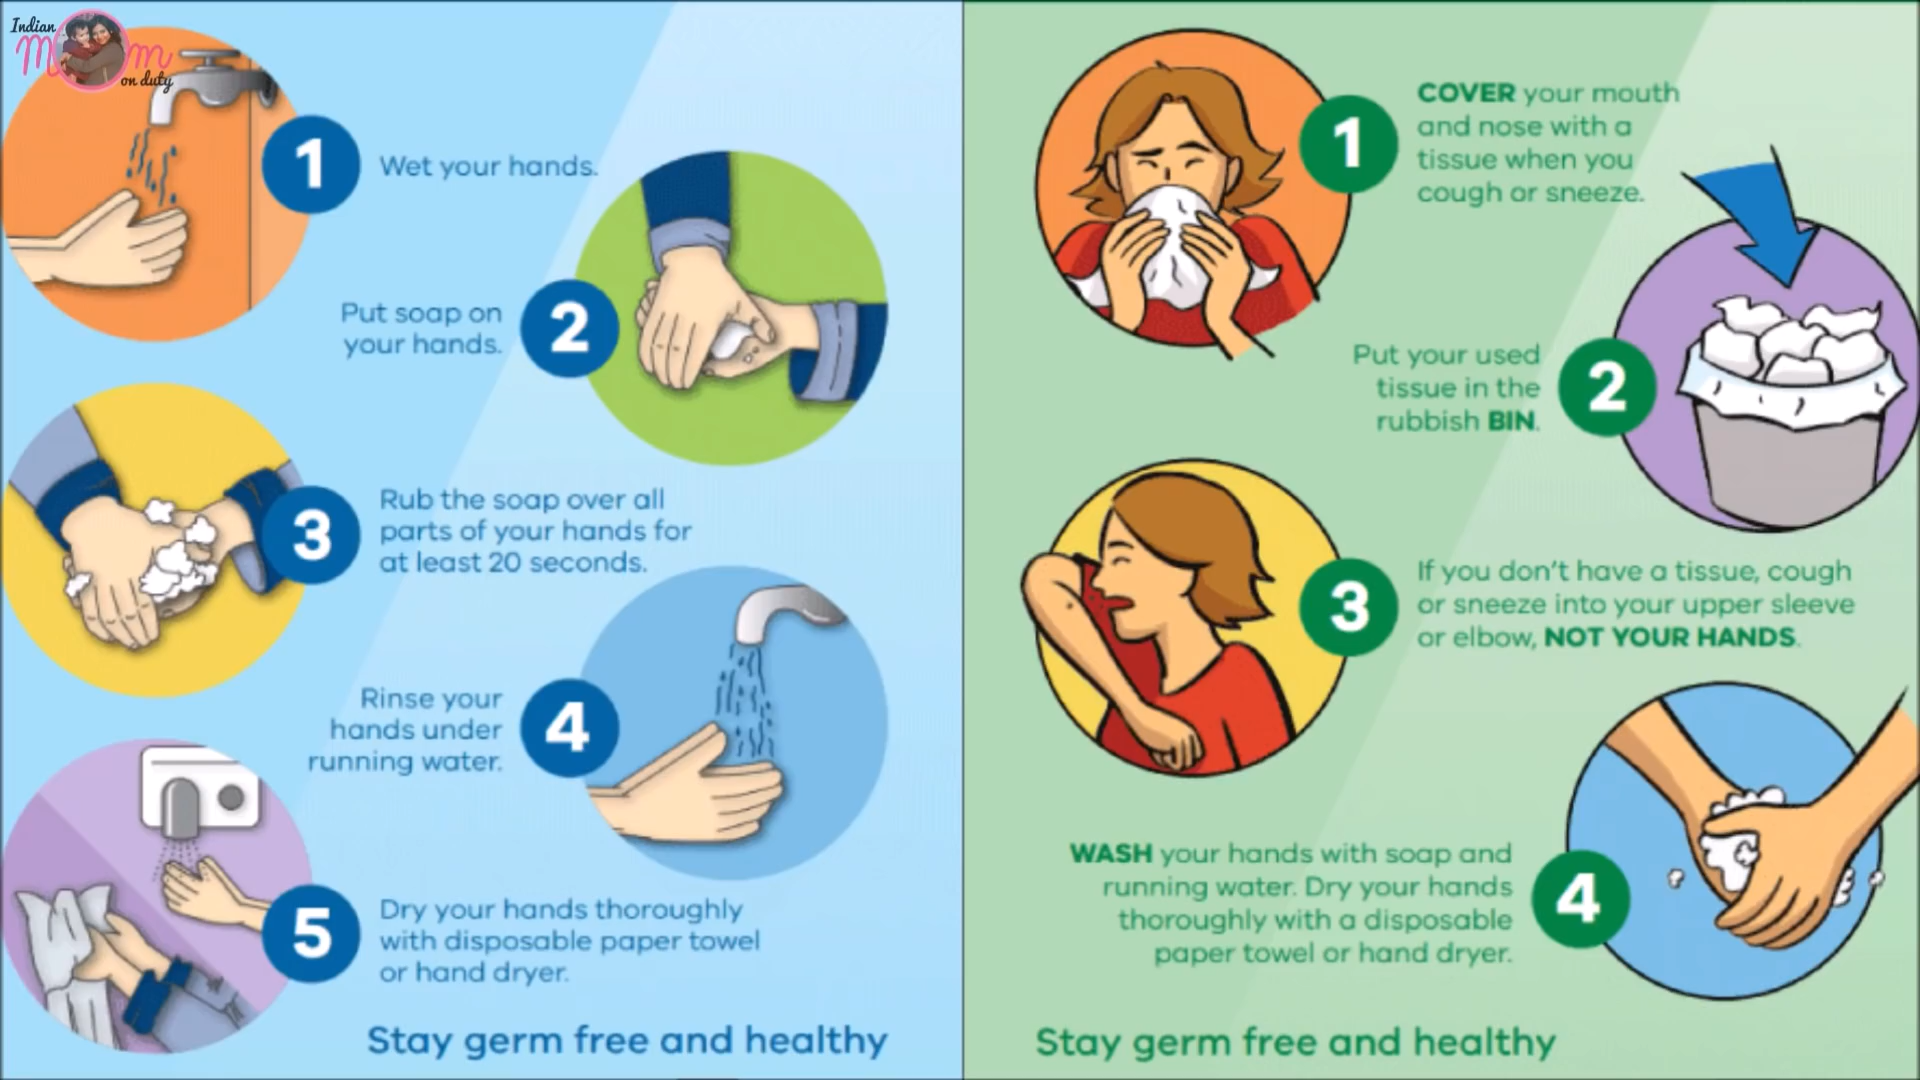 Indian
Mom
on duty
1
Wet your hands.
2
Put soap on
your hands.
3
Rub the soap over all
parts of your hands for
at least 20 seconds.
4
Rinse your
hands under
running water.
5
Dry your hands thoroughly
with disposable paper towel
or hand dryer.
Stay germ free and healthy
1
COVER your mouth
and nose with a
tissue when you
cough or sneeze.
2
Put your used
tissue in the
rubbish BIN.
3
If you don't have a tissue, cough
or sneeze into your upper sleeve
or elbow, NOT YOUR HANDS.
4
WASH your hands with soap and
running water. Dry your hands
thoroughly with a disposable
paper towel or hand dryer.
Stay germ free and healthy